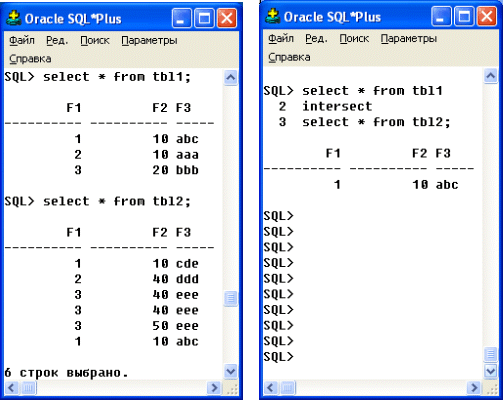 Oracle SQL*Plus
Файл Ред. Поиск Параметры
Справка
SQL> select * from tbl1;
F1 F2 F3
---------- ---------- -----
1 10 abc
2 10 aaa
3 20 bbb
SQL> select * from tbl2;
F1 F2 F3
---------- ---------- -----
1 10 cde
2 40 ddd
3 40 eee
3 40 eee
3 50 eee
1 10 abc
6 строк выбрано.
Oracle SQL*Plus
Файл Ред. Поиск Параметры
Справка
SQL> select * from tbl1
2 intersect
3 select * from tbl2;
F1 F2 F3
---------- ---------- -----
1 10 abc
SQL>
SQL>
SQL>
SQL>
SQL>
SQL>
SQL>
SQL>
SQL>
SQL>